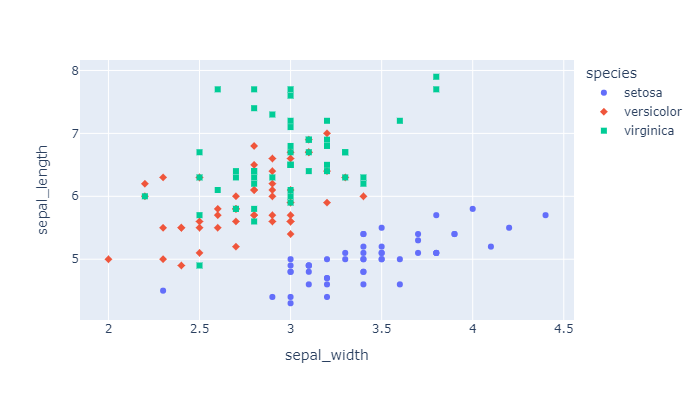 species
setosa
versicolor
virginica
sepal_length
8
7
6
5
2
2.5
3
3.5
4
4.5
sepal_width